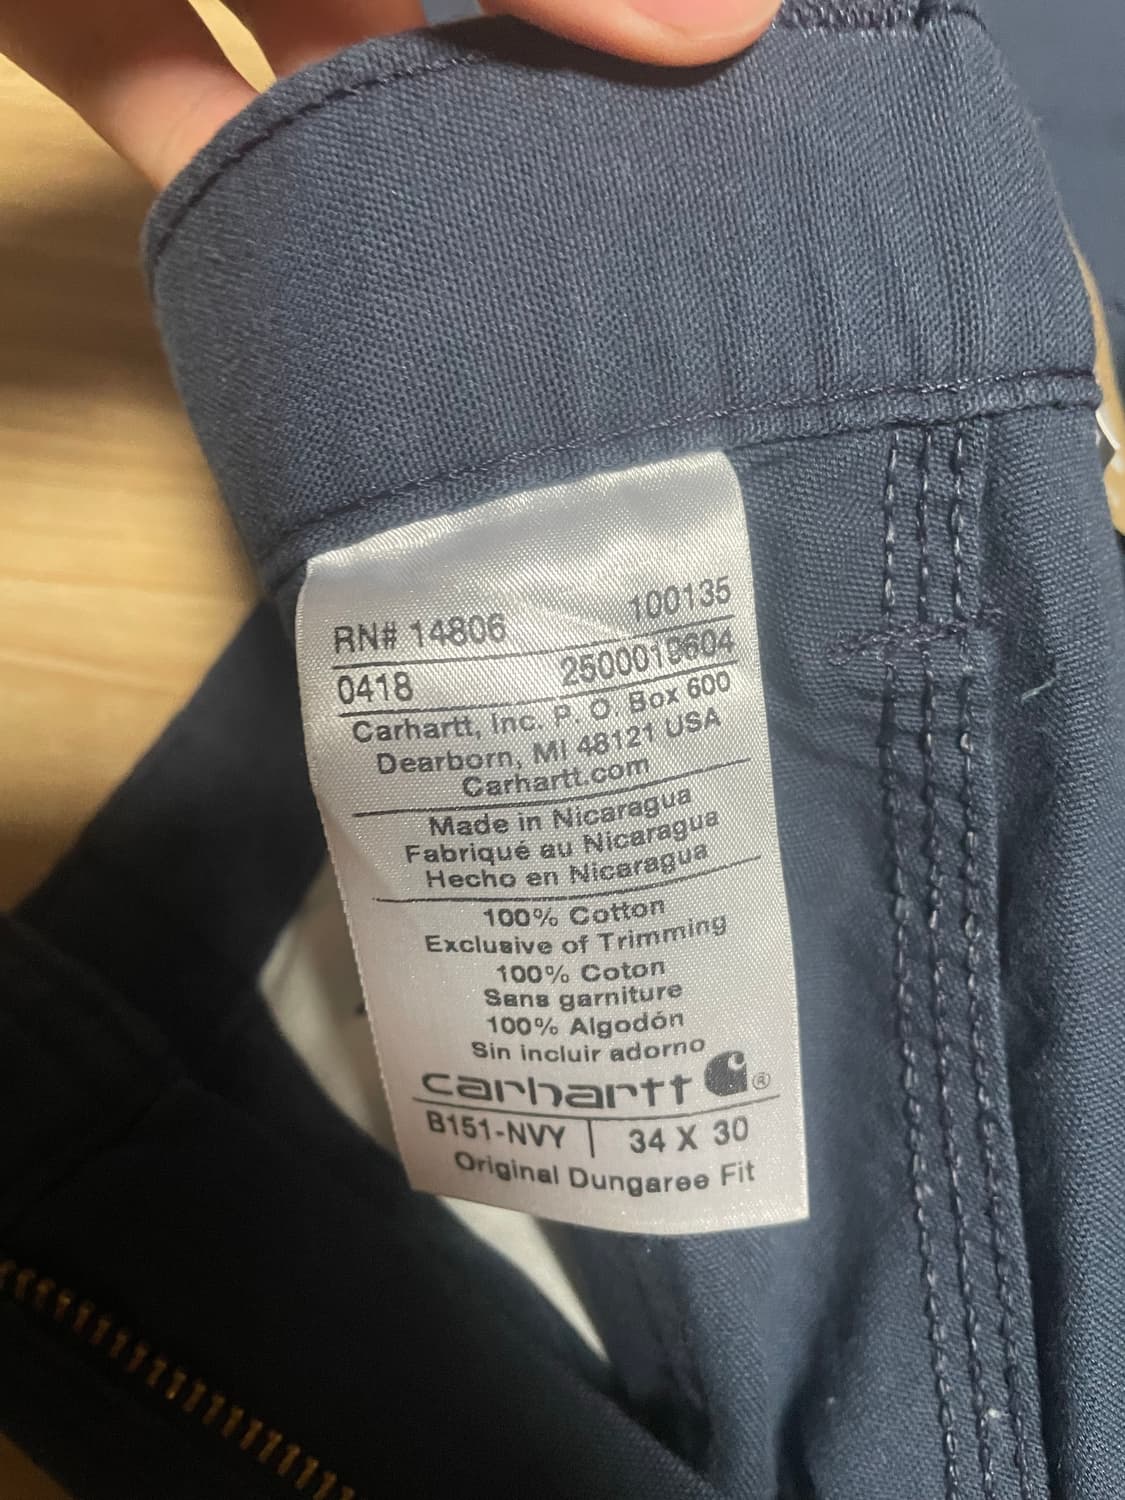 RN# 14806 100135
0418 2500019604
Carhartt, Inc. P. O. Box 600
Dearborn, MI 48121 USA
Carhartt.com
Made in Nicaragua
Fabriqué au Nicaragua
Hecho en Nicaragua
100% Cotton
Exclusive of Trimming
100% Coton
Sans garniture
100% Algodón
Sin incluir adorno
carhartt ®
B151-NVY | 34 X 30
Original Dungaree Fit